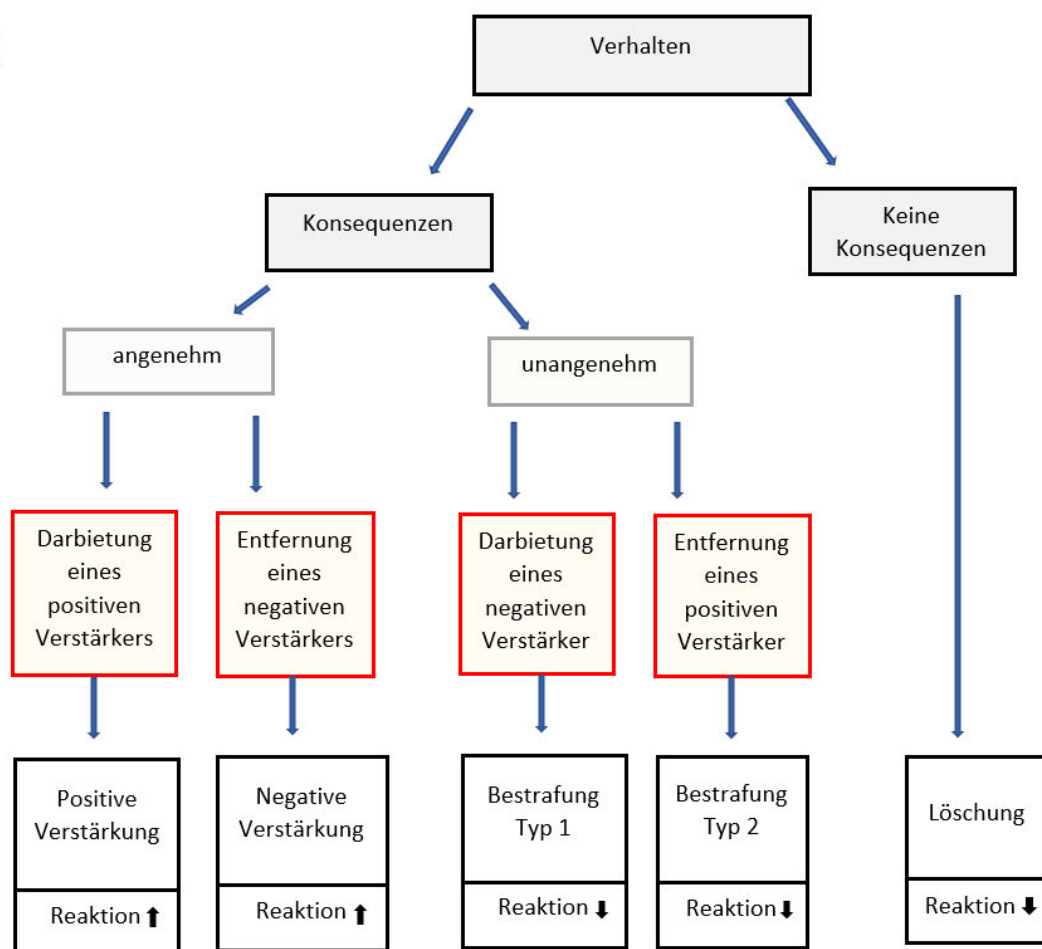 Verhalten
Konsequenzen
Keine
Konsequenzen
angenehm
unangenehm
Darbietung
eines
positiven
Verstärkers
Entfernung
eines
negativen
Verstärkers
Darbietung
eines
negativen
Verstärker
Entfernung
eines
positiven
Verstärker
Positive
Verstärkung
Reaktion ⬆
Negative
Verstärkung
Reaktion ⬆
Bestrafung
Typ 1
Reaktion ⬇
Bestrafung
Typ 2
Reaktion ⬇
Löschung
Reaktion ⬇